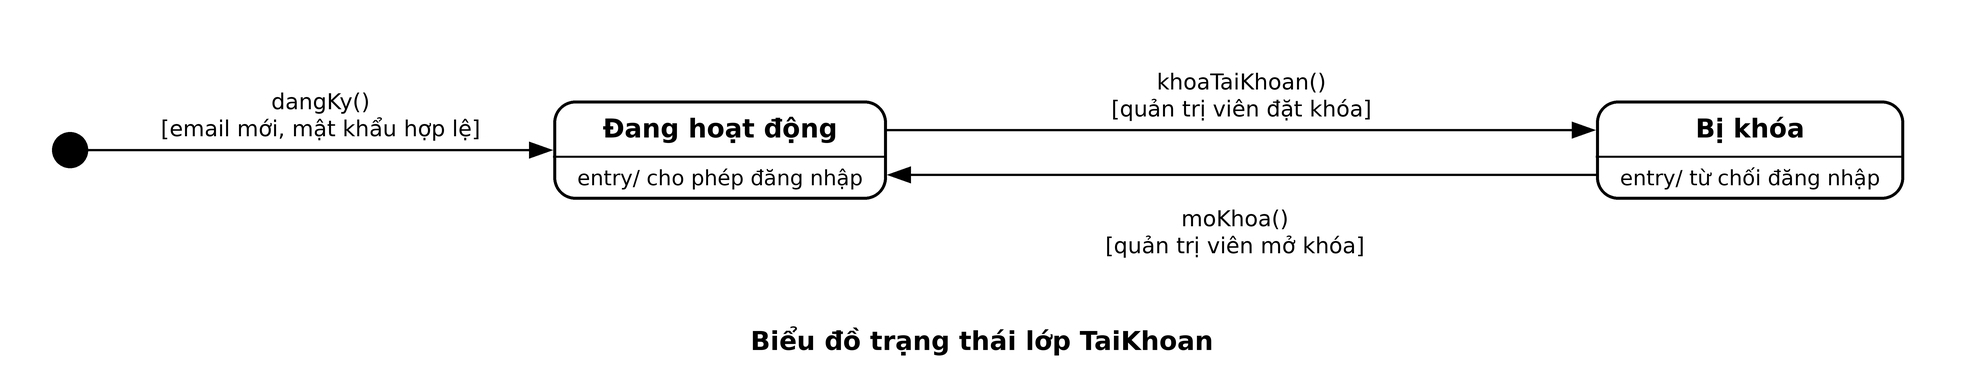 dangKy()
[email mới, mật khẩu hợp lệ]
Đang hoạt động
entry/ cho phép đăng nhập
khoaTaiKhoan()
[quản trị viên đặt khóa]
moKhoa()
[quản trị viên mở khóa]
Bị khóa
entry/ từ chối đăng nhập
Biểu đồ trạng thái lớp TaiKhoan